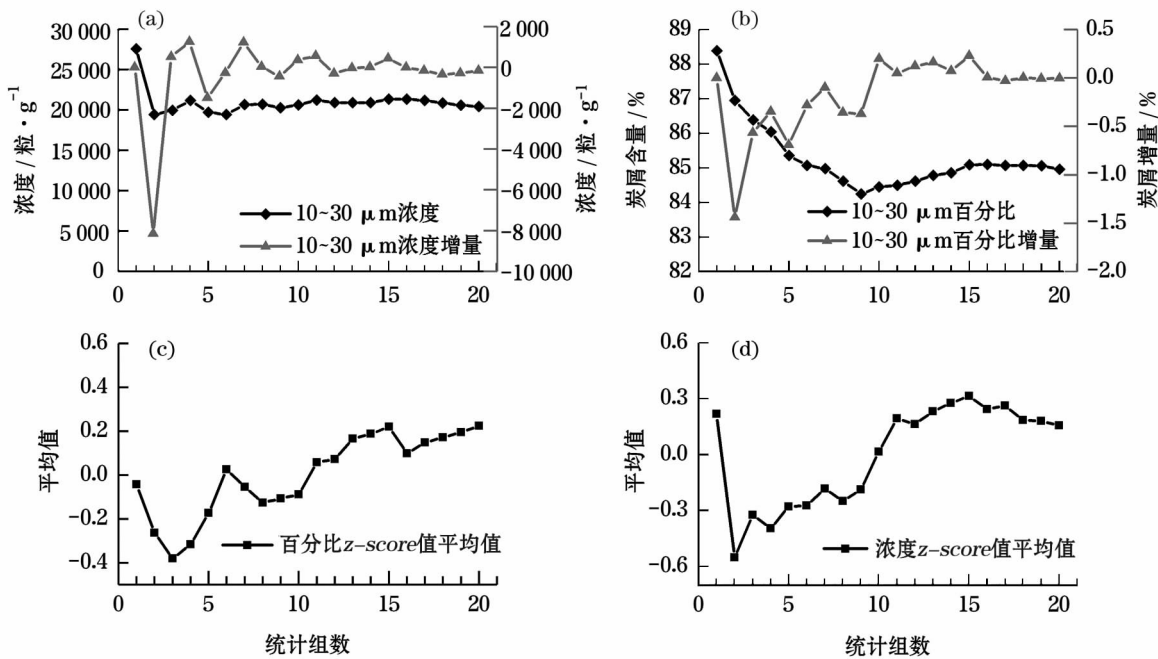 (a)
30 000
25 000
20 000
15 000
10 000
5 000
0
浓度/粒·g⁻¹
2 000
0
-2 000
-4 000
-6 000
-8 000
-10 000
浓度/粒·g⁻¹
10~30 μm浓度
10~30 μm浓度增量
0 5 10 15 20
(b)
89
88
87
86
85
84
83
82
炭屑含量/%
0.5
0.0
-0.5
-1.0
-1.5
-2.0
炭屑增量/%
10~30 μm百分比
10~30 μm百分比增量
0 5 10 15 20
(c)
0.6
0.4
0.2
0.0
-0.2
-0.4
平均值
百分比z-score值平均值
0 5 10 15 20
统计组数
(d)
0.6
0.3
0.0
-0.3
-0.6
平均值
浓度z-score值平均值
0 5 10 15 20
统计组数